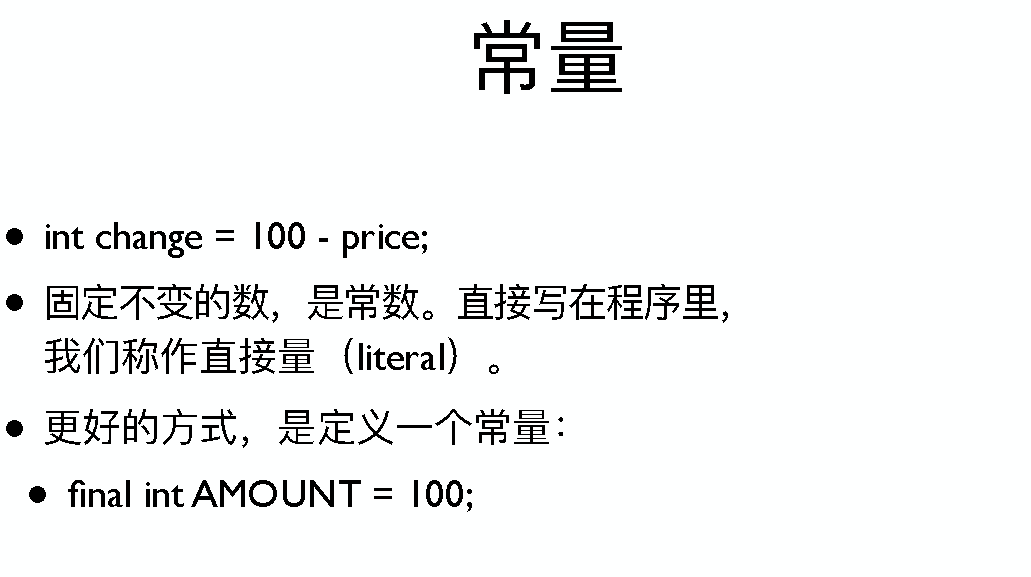 常量
• int change = 100 - price;
• 固定不变的数，是常数。直接写在程序里，
我们称作直接量（literal）。
• 更好的方式，是定义一个常量：
• final int AMOUNT = 100;